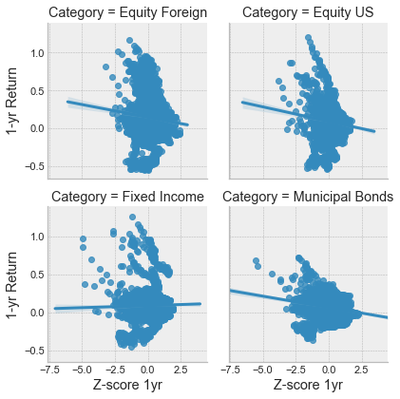 Category = Equity Foreign
Category = Equity US
1.0
0.5
0.0
−0.5
1-yr Return
Category = Fixed Income
Category = Municipal Bonds
1.0
0.5
0.0
−0.5
1-yr Return
−7.5 −5.0 −2.5 0.0 2.5
−7.5 −5.0 −2.5 0.0 2.5
Z-score 1yr
Z-score 1yr